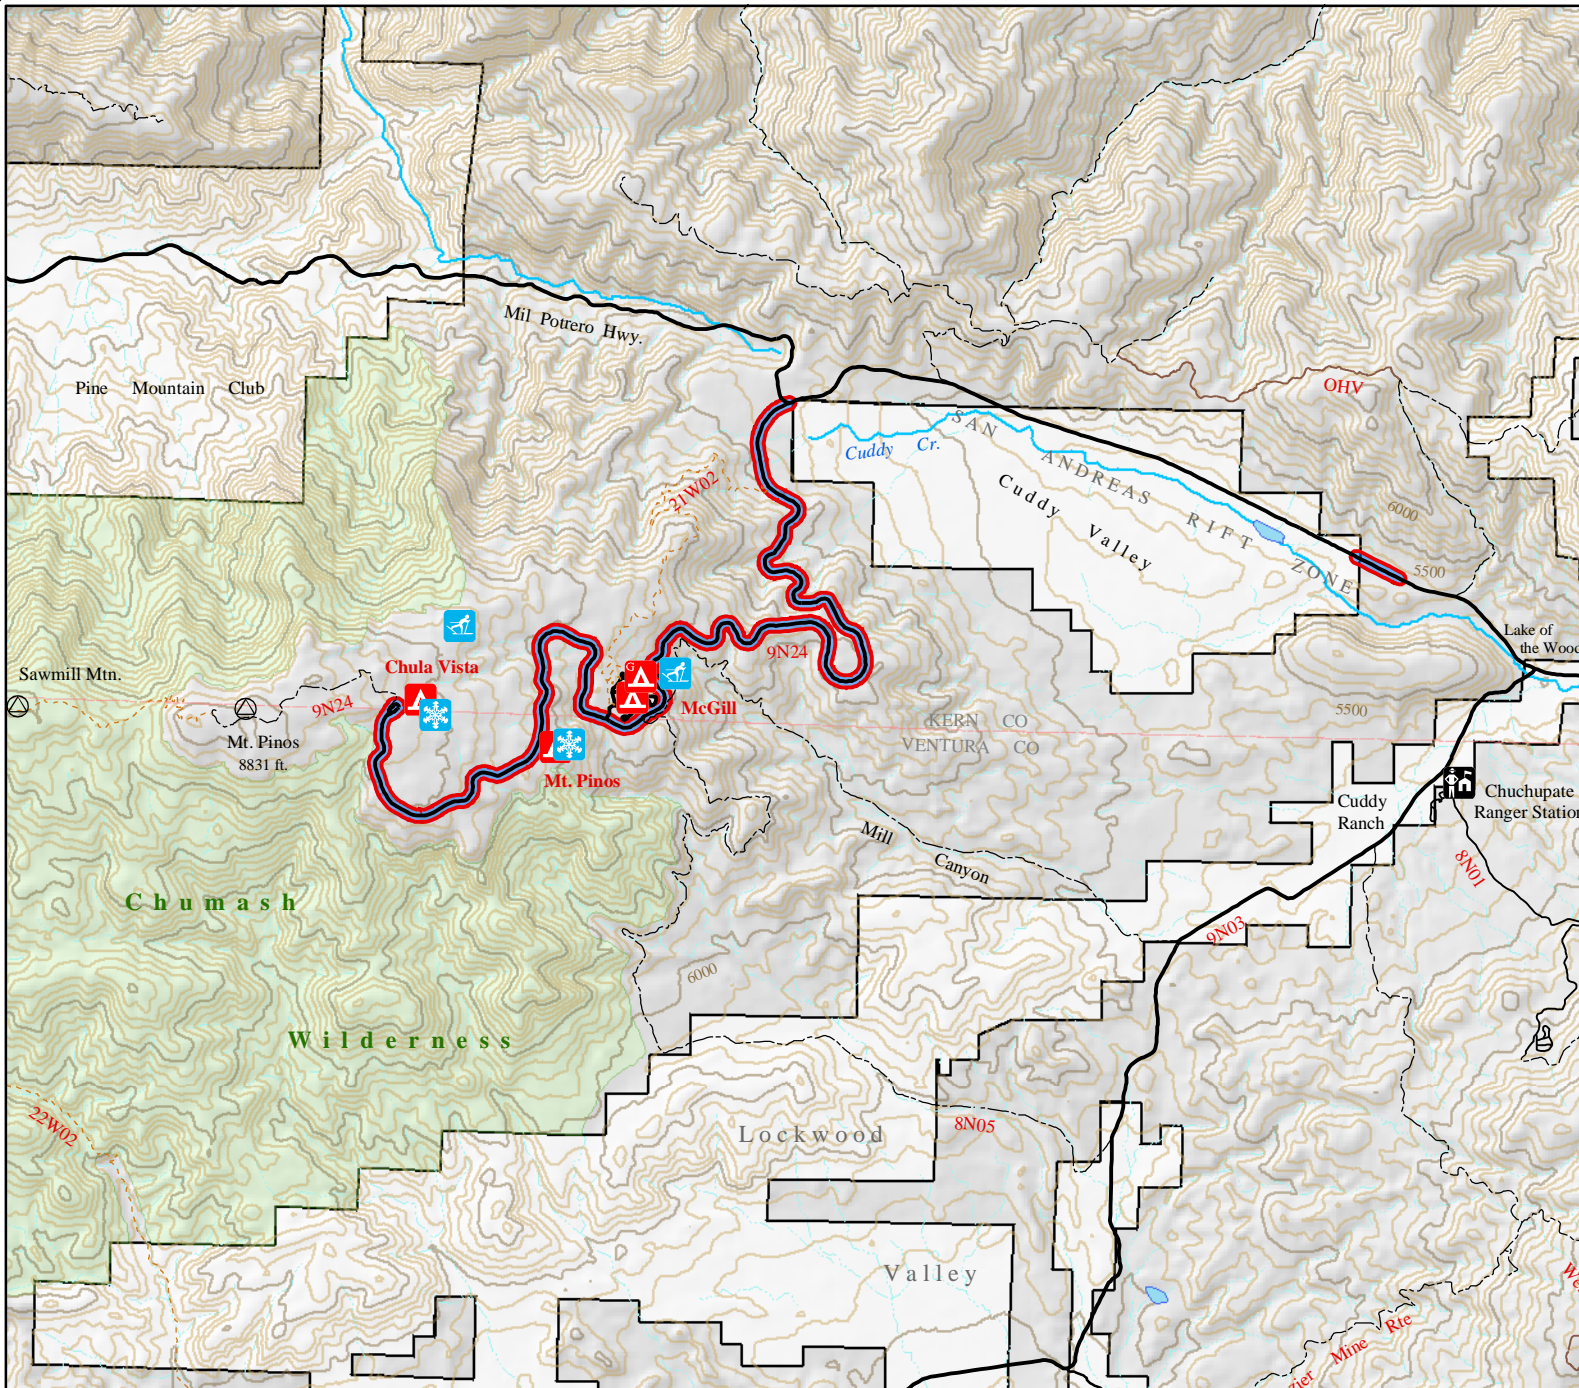 Mil Potrero Hwy.
Pine Mountain Club
OHV
SAN ANDREAS RIFT ZONE
Cuddy Cr.
Cuddy Valley
21W02
6000
5500
Lake of
the Wood
9N24
Chula Vista
Sawmill Mtn.
9N24
G
McGill
5500
KERN CO
VENTURA CO
Mt. Pinos
8831 ft.
Mt. Pinos
Chuchupate
Ranger Station
Cuddy
Ranch
Mill Canyon
8N01
Chumash
9N03
6000
Wilderness
22W02
8N05
Lockwood
Valley
Mine Rte